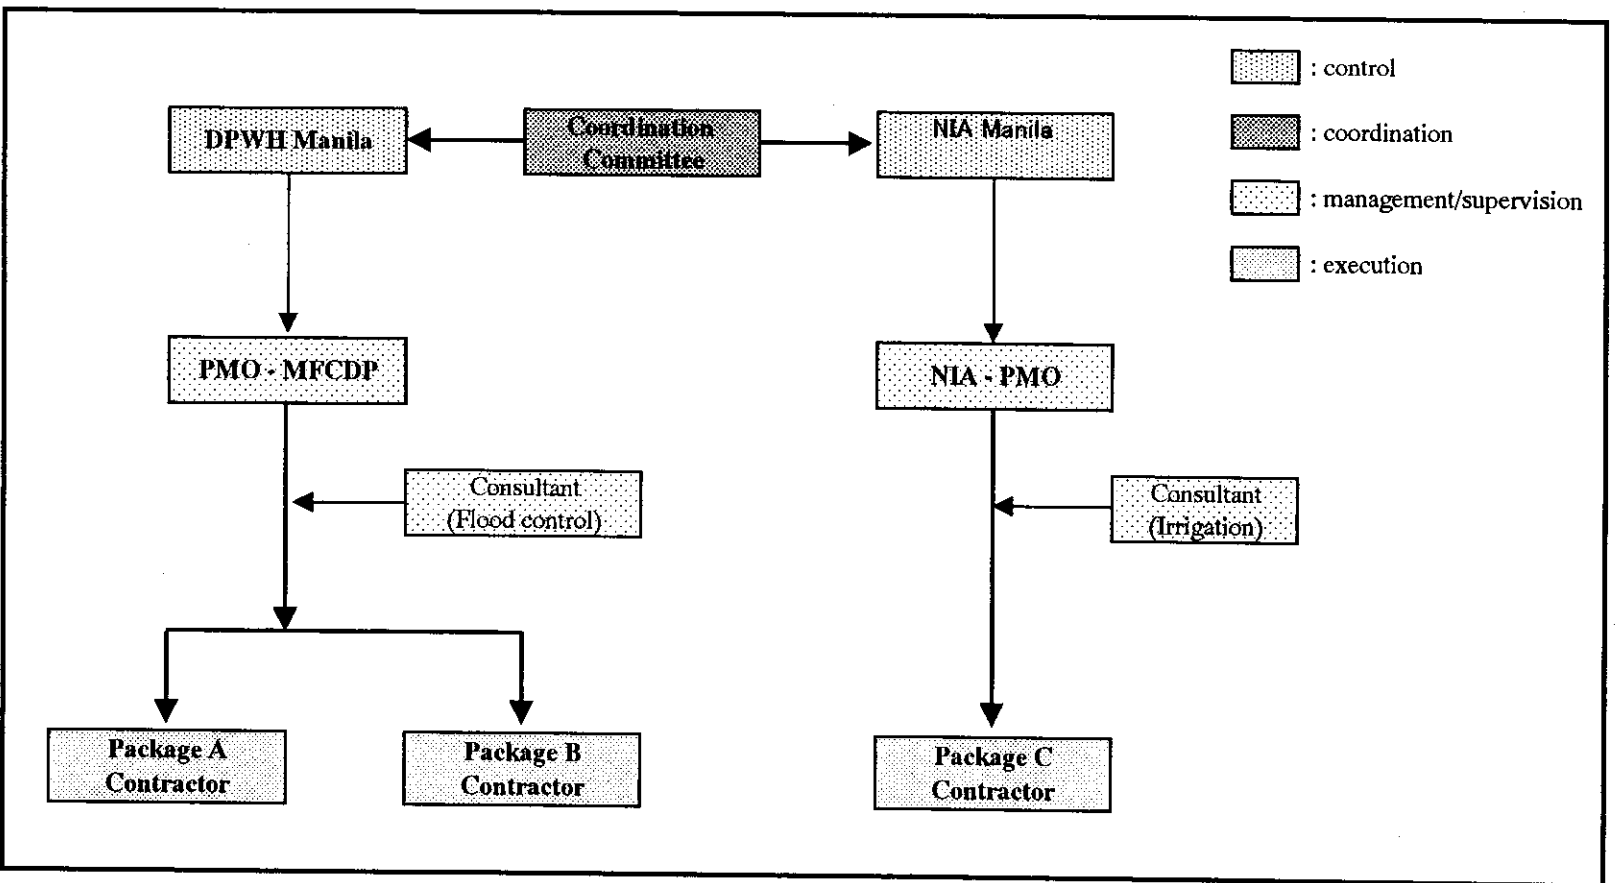 : control
: coordination
: management/supervision
: execution
DPWH Manila
Coordination
Committee
NIA Manila
PMO - MFCDP
NIA - PMO
Consultant
(Flood control)
Consultant
(Irrigation)
Package A
Contractor
Package B
Contractor
Package C
Contractor